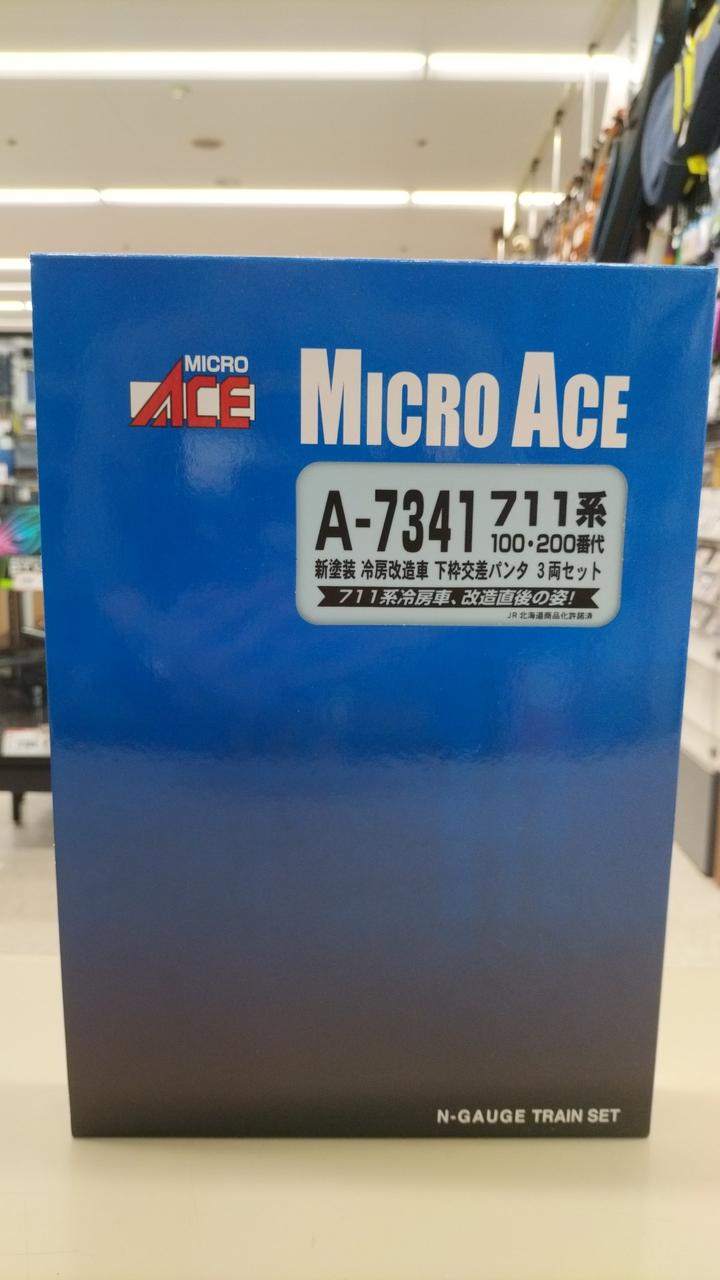 MICRO
ACE
MICRO ACE
A-7341 711系
100・200番代
新塗装 冷房改造車 下枠交差パンタ 3両セット
711系冷房車、改造直後の姿!
JR北海道商品化許諾済
N-GAUGE TRAIN SET